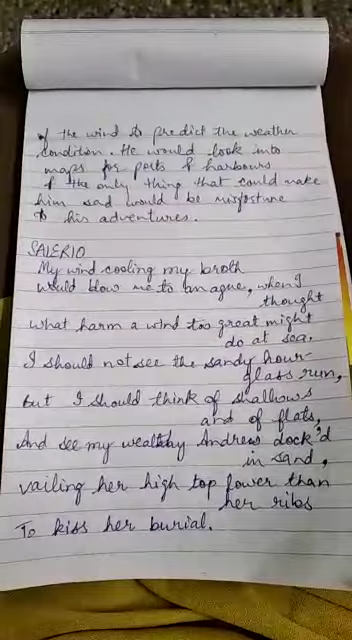 of the wind to predict the weather
condition. He would look into
maps for ports & harbours
& the only thing that could make
him sad would be misfortune
to his adventures.
SALERIO
My wind cooling my broth
would blow me to an ague, when I
thought
what harm a wind too great might
do at sea.
I should not see the sandy hour-
glass run,
but I should think of shallows
and of flats,
And see my wealthy Andrew dock'd
in sand,
vailing her high top lower than
her ribs
To kiss her burial.